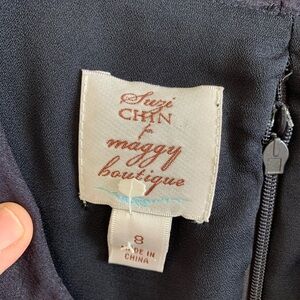 Suzi
CHIN
for
maggy
boutique
8
MADE IN
CHINA